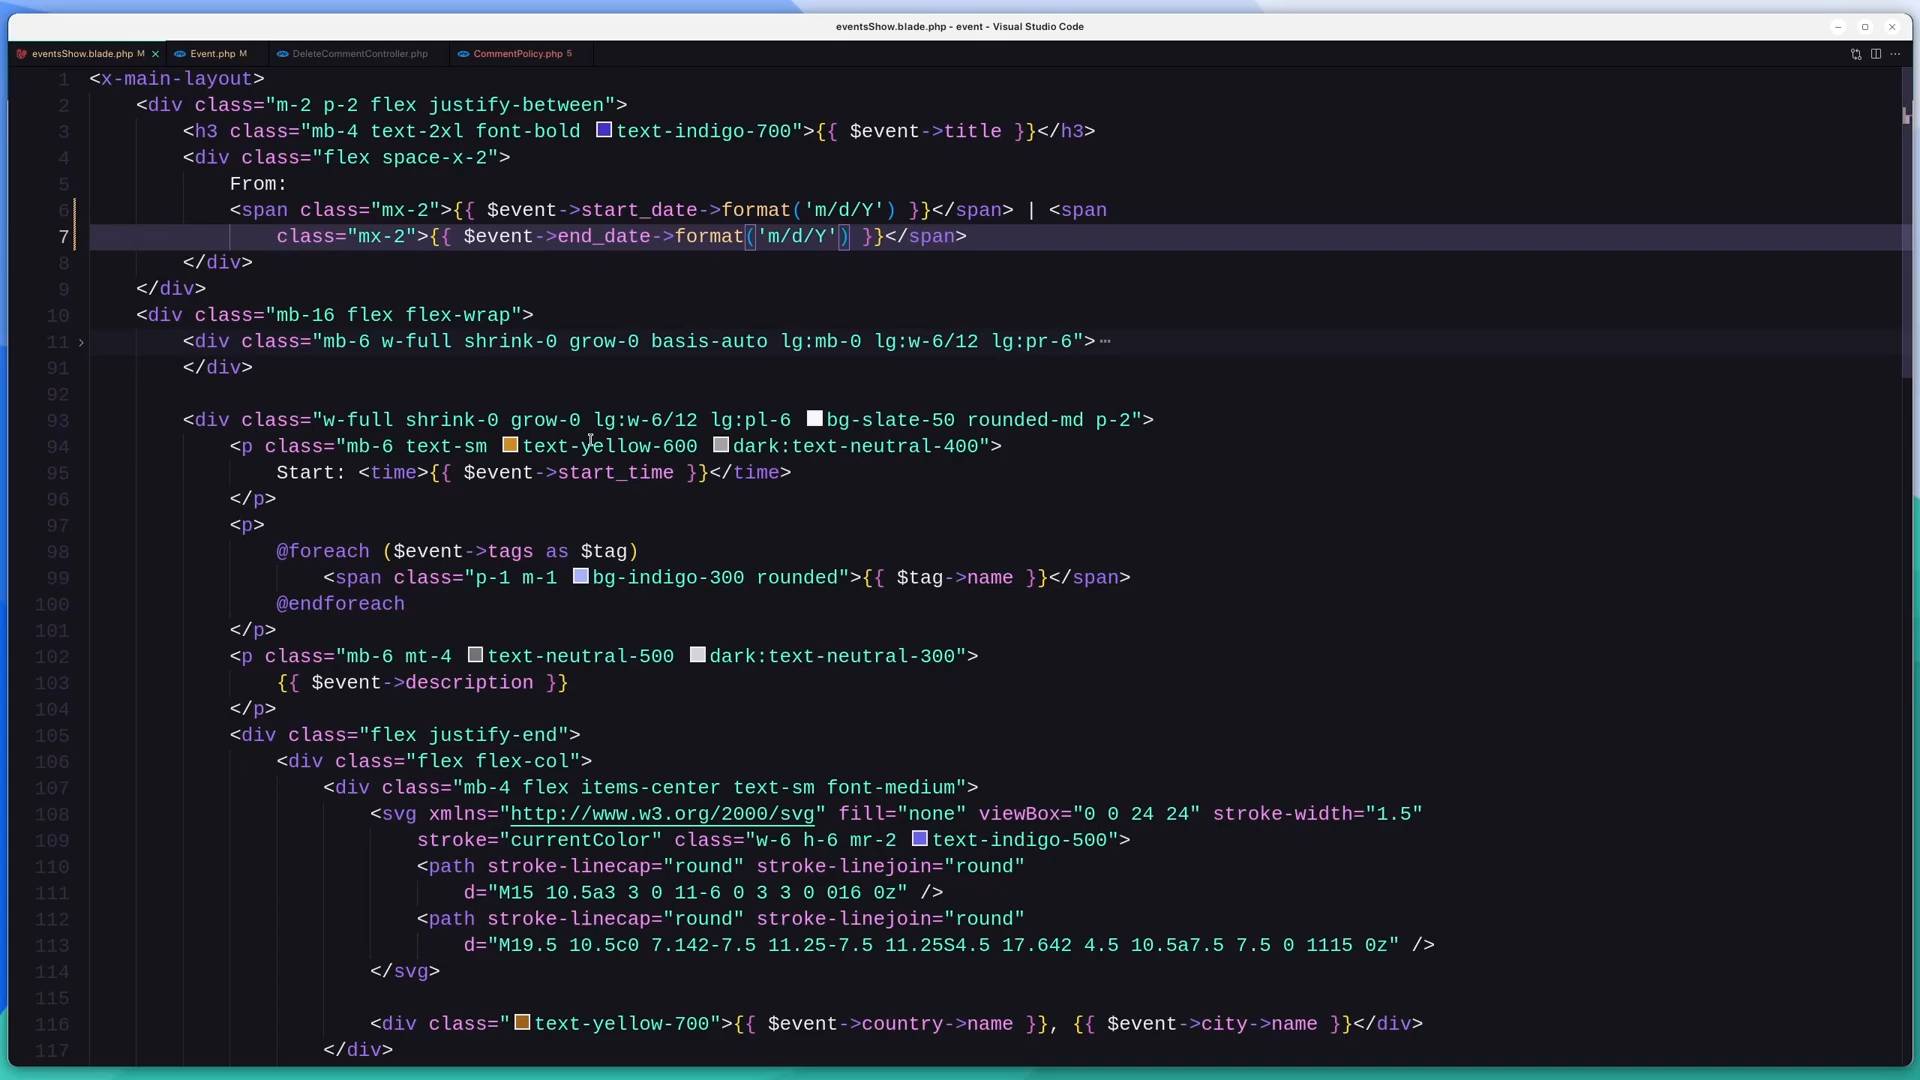 eventsShow.blade.php - event - Visual Studio Code
eventsShow.blade.php M Event.php M DeleteCommentController.php CommentPolicy.php 5
1 <x-main-layout>
2 <div class="m-2 p-2 flex justify-between">
3 <h3 class="mb-4 text-2xl font-bold text-indigo-700">{{ $event->title }}</h3>
4 <div class="flex space-x-2">
5 From:
6 <span class="mx-2">{{ $event->start_date->format('m/d/Y') }}</span> | <span
7 class="mx-2">{{ $event->end_date->format('m/d/Y') }}</span>
8 </div>
9 </div>
10 <div class="mb-16 flex flex-wrap">
11 <div class="mb-6 w-full shrink-0 grow-0 basis-auto lg:mb-0 lg:w-6/12 lg:pr-6">⋯
91 </div>
92
93 <div class="w-full shrink-0 grow-0 lg:w-6/12 lg:pl-6 bg-slate-50 rounded-md p-2">
94 <p class="mb-6 text-sm text-yellow-600 dark:text-neutral-400">
95 Start: <time>{{ $event->start_time }}</time>
96 </p>
97 <p>
98 @foreach ($event->tags as $tag)
99 <span class="p-1 m-1 bg-indigo-300 rounded">{{ $tag->name }}</span>
100 @endforeach
101 </p>
102 <p class="mb-6 mt-4 text-neutral-500 dark:text-neutral-300">
103 {{ $event->description }}
104 </p>
105 <div class="flex justify-end">
106 <div class="flex flex-col">
107 <div class="mb-4 flex items-center text-sm font-medium">
108 <svg xmlns="http://www.w3.org/2000/svg" fill="none" viewBox="0 0 24 24" stroke-width="1.5"
109 stroke="currentColor" class="w-6 h-6 mr-2 text-indigo-500">
110 <path stroke-linecap="round" stroke-linejoin="round"
111 d="M15 10.5a3 3 0 11-6 0 3 3 0 016 0z" />
112 <path stroke-linecap="round" stroke-linejoin="round"
113 d="M19.5 10.5c0 7.142-7.5 11.25-7.5 11.25S4.5 17.642 4.5 10.5a7.5 7.5 0 1115 0z" />
114 </svg>
115
116 <div class="text-yellow-700">{{ $event->country->name }}, {{ $event->city->name }}</div>
117 </div>